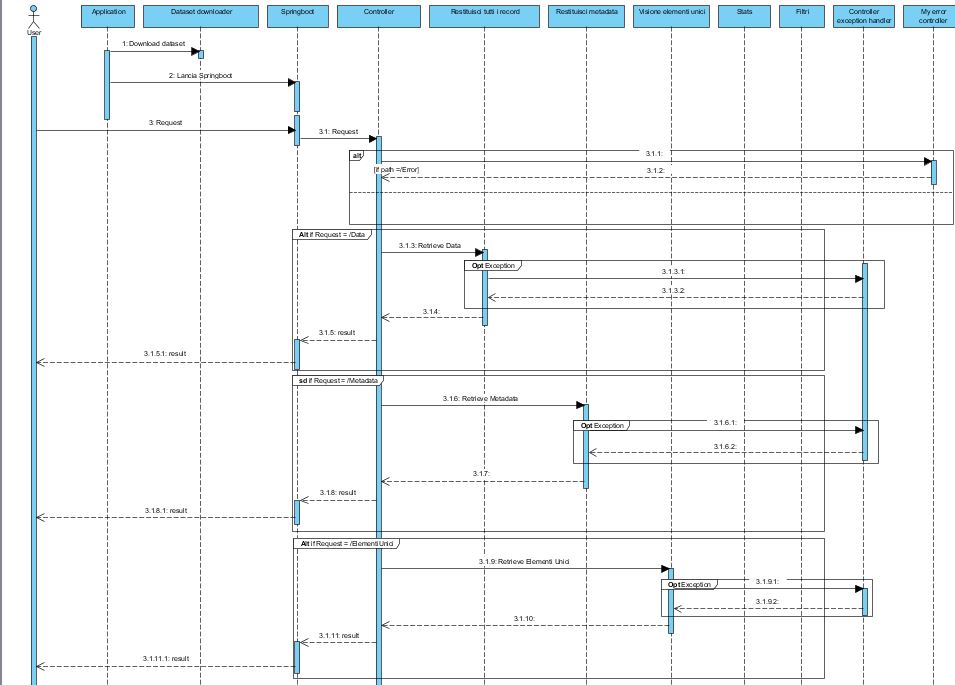 User
Application
Dataset downloader
Springboot
Controller
Restituisci tutti i record
Restituisci metadata
Visione elementi unici
Stats
Filtri
Controller
exception handler
My error
controller
1: Download dataset
2: Lancia Springboot
3: Request
3.1: Request
alt
3.1.1:
[if path =/Error]
3.1.2:
Alt if Request = /Data
3.1.3: Retrieve Data
Opt Exception
3.1.3.1:
3.1.3.2:
3.1.4:
3.1.5: result
3.1.5.1: result
sd if Request = /Metadata
3.1.6: Retrieve Metadata
Opt Exception
3.1.6.1:
3.1.6.2:
3.1.7:
3.1.8: result
3.1.8.1: result
Alt if Request = /ElementiUnici
3.1.9: Retrieve Elementi Unici
Opt Exception
3.1.9.1:
3.1.9.2:
3.1.10:
3.1.11: result
3.1.11.1: result